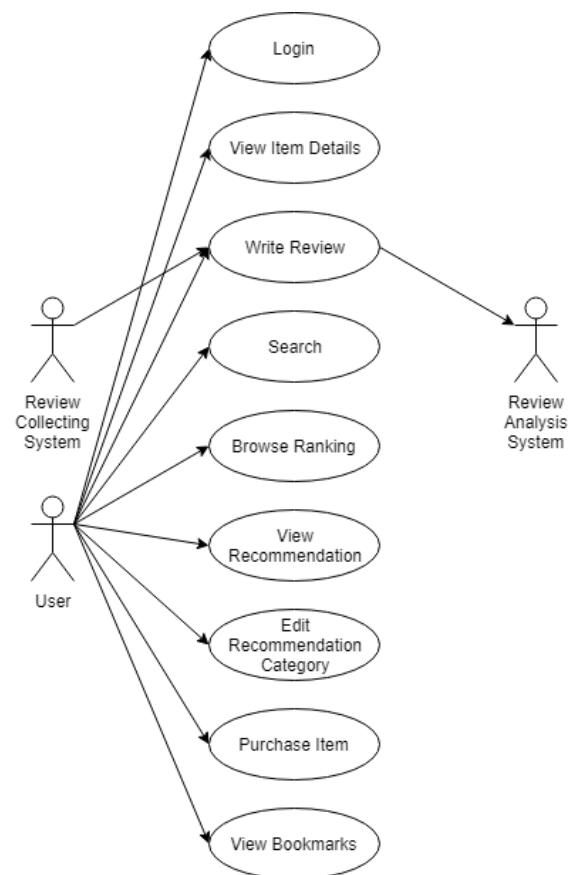 Login
View Item Details
Write Review
Review
Collecting
System
Search
Review
Analysis
System
Browse Ranking
View
Recommendation
User
Edit
Recommendation
Category
Purchase Item
View Bookmarks